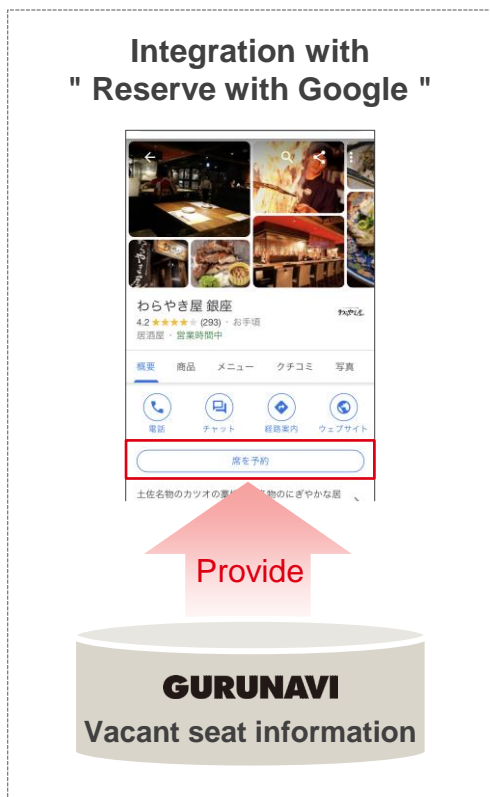 Integration with
" Reserve with Google "
わらやき屋 銀座
4.2 ★★★★★ (293) · お手頃
居酒屋 · 営業時間中
概要 商品 メニュー クチコミ 写真
電話 チャット 経路案内 ウェブサイト
席を予約
土佐名物のカツオの藁
物のにぎやかな居
Provide
GURUNAVI
Vacant seat information